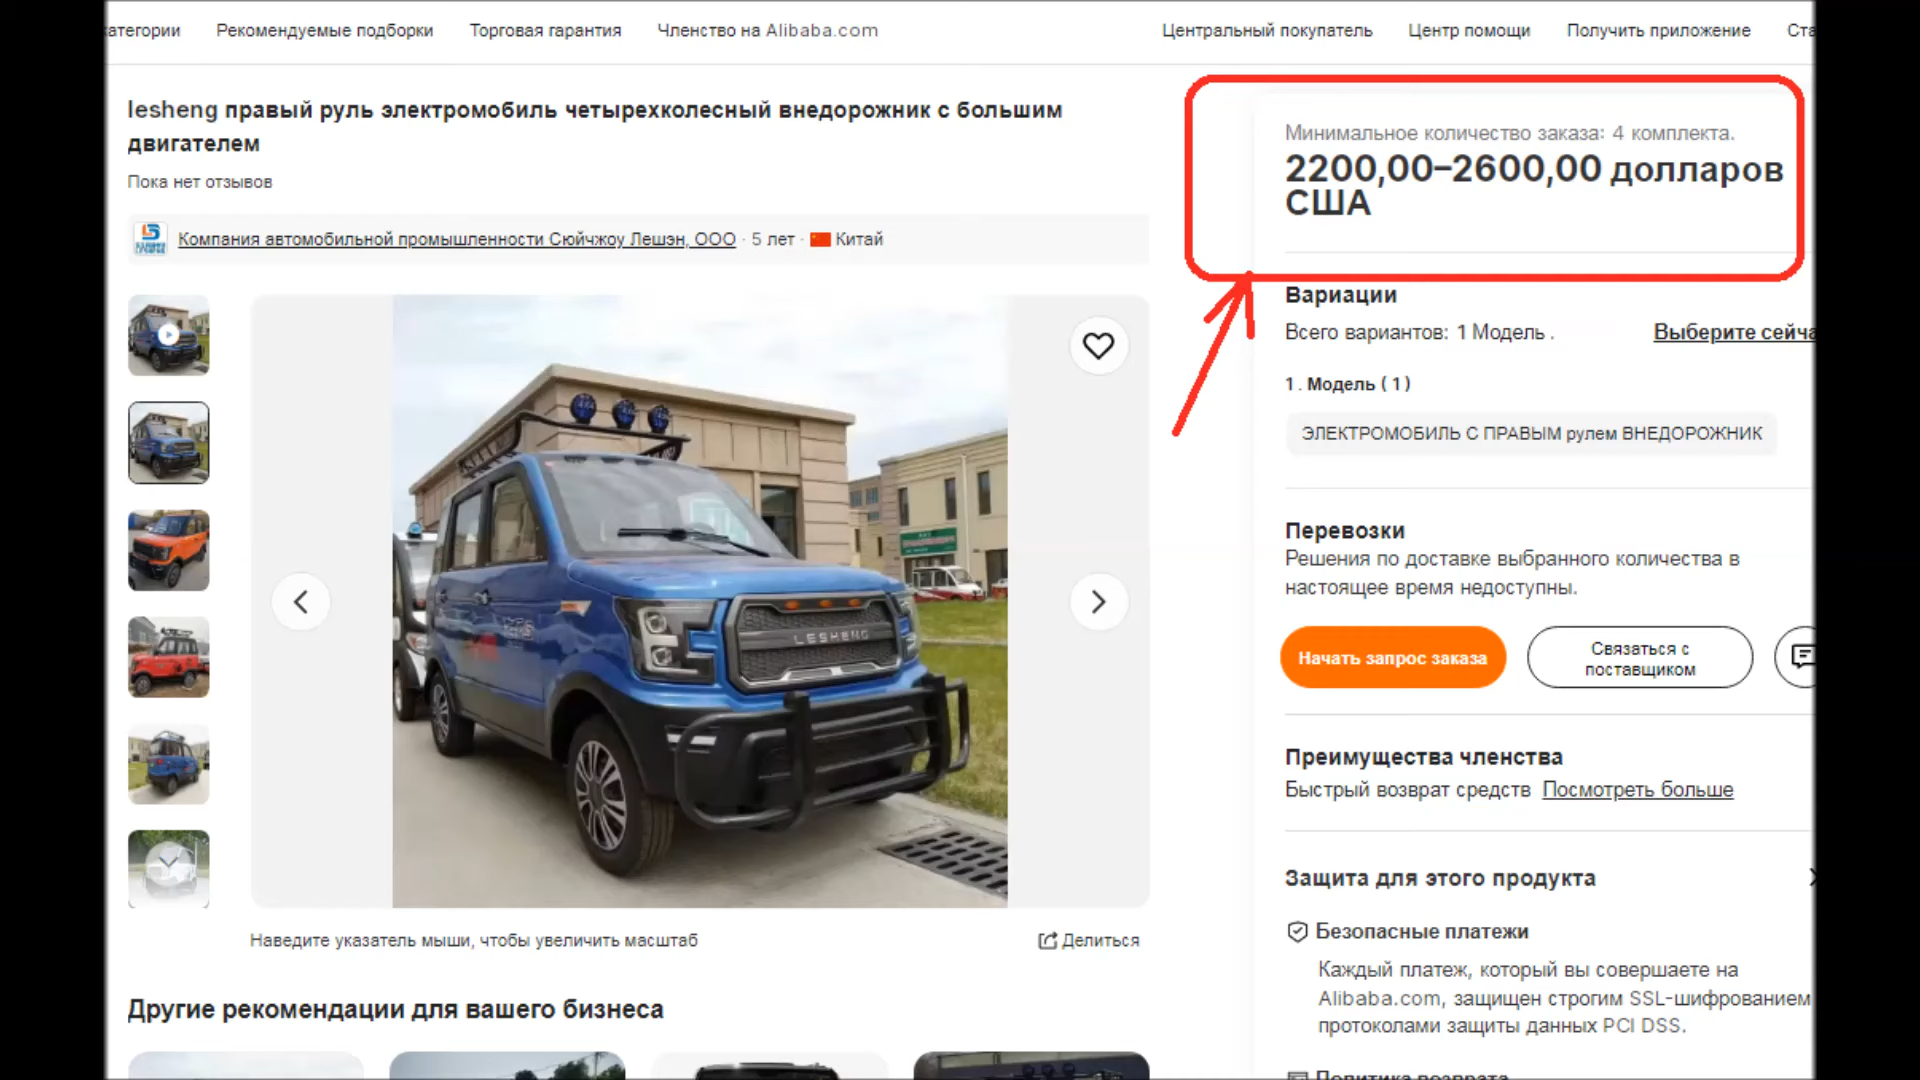 атегории Рекомендуемые подборки Торговая гарантия Членство на Alibaba.com Центральный покупатель Центр помощи Получить приложение Ста
lesheng правый руль электромобиль четырехколесный внедорожник с большим
двигателем
Пока нет отзывов
Компания автомобильной промышленности Сюйчжоу Лешэн, ООО · 5 лет · Китай
LESHENG
Наведите указатель мыши, чтобы увеличить масштаб
Делиться
Другие рекомендации для вашего бизнеса
Минимальное количество заказа: 4 комплекта.
2200,00–2600,00 долларов
США
Вариации
Всего вариантов: 1 Модель . Выберите сейча
1. Модель ( 1 )
ЭЛЕКТРОМОБИЛЬ С ПРАВЫМ рулем ВНЕДОРОЖНИК
Перевозки
Решения по доставке выбранного количества в
настоящее время недоступны.
Начать запрос заказа
Связаться с
поставщиком
Преимущества членства
Быстрый возврат средств Посмотреть больше
Защита для этого продукта
Безопасные платежи
Каждый платеж, который вы совершаете на
Alibaba.com, защищен строгим SSL-шифрованием
протоколами защиты данных PCI DSS.
Политика возврата